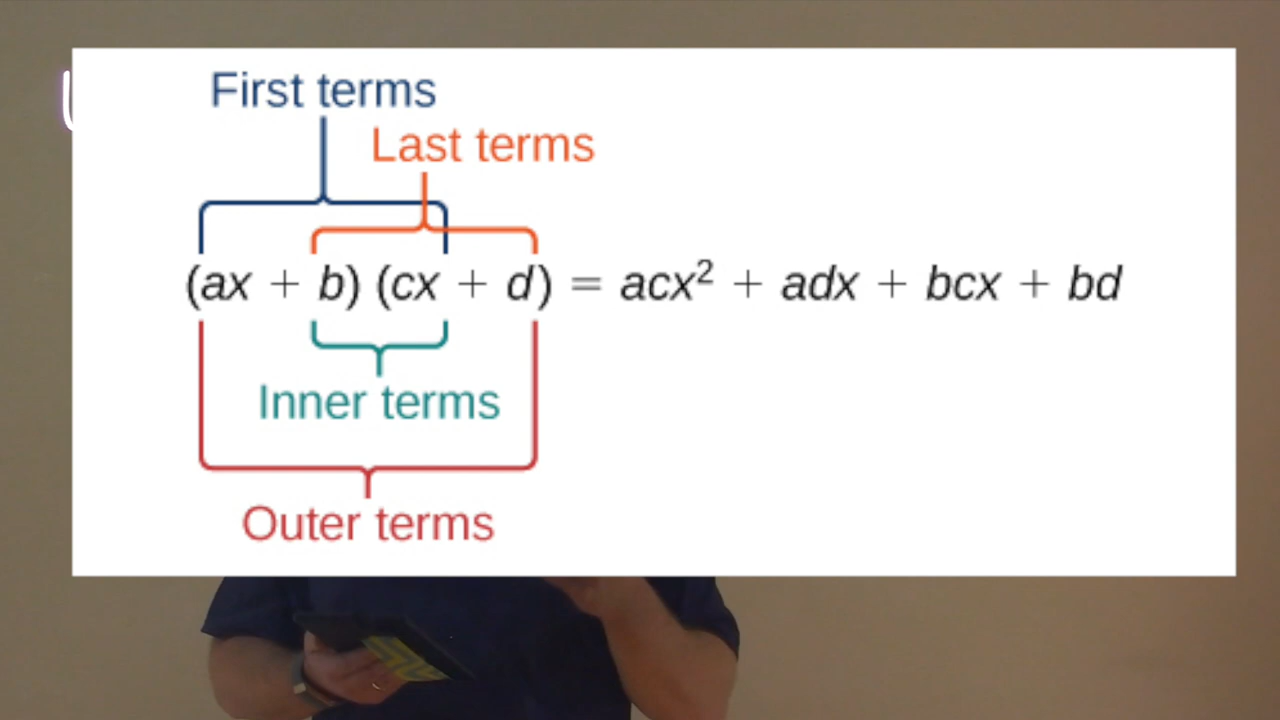 First terms
Last terms
(ax + b) (cx + d) = acx² + adx + bcx + bd
Inner terms
Outer terms